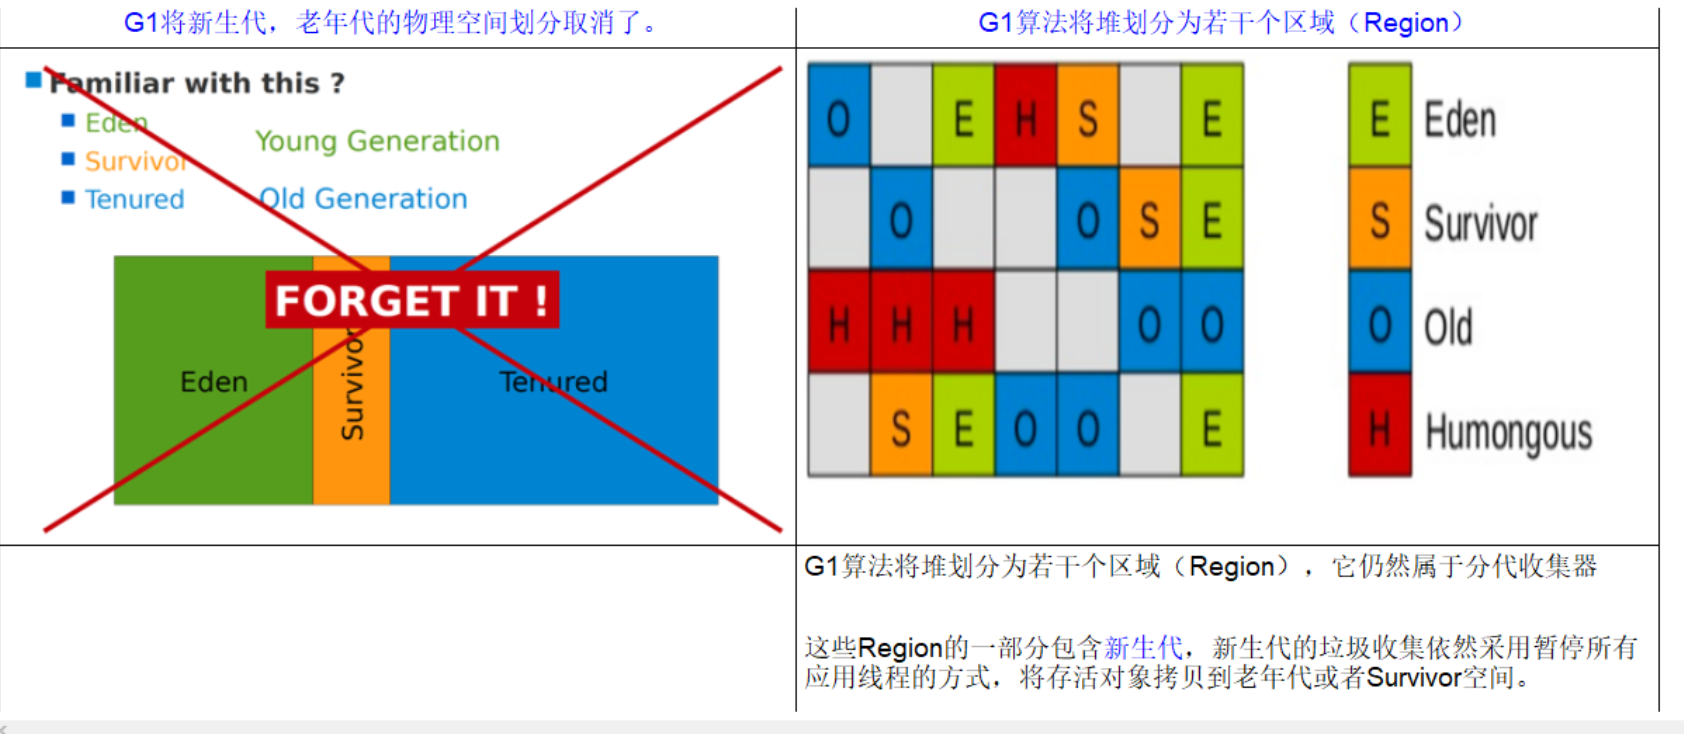 G1将新生代，老年代的物理空间划分取消了。
Familiar with this ?
Eden
Survivor
Tenured
Young Generation
Old Generation
FORGET IT !
Eden
Survivor
Tenured
G1算法将堆划分为若干个区域（Region）
O E H S E
O O S E
H H H O O
S E O O E
E Eden
S Survivor
O Old
H Humongous
G1算法将堆划分为若干个区域（Region），它仍然属于分代收集器
这些Region的一部分包含新生代，新生代的垃圾收集依然采用暂停所有
应用线程的方式，将存活对象拷贝到老年代或者Survivor空间。